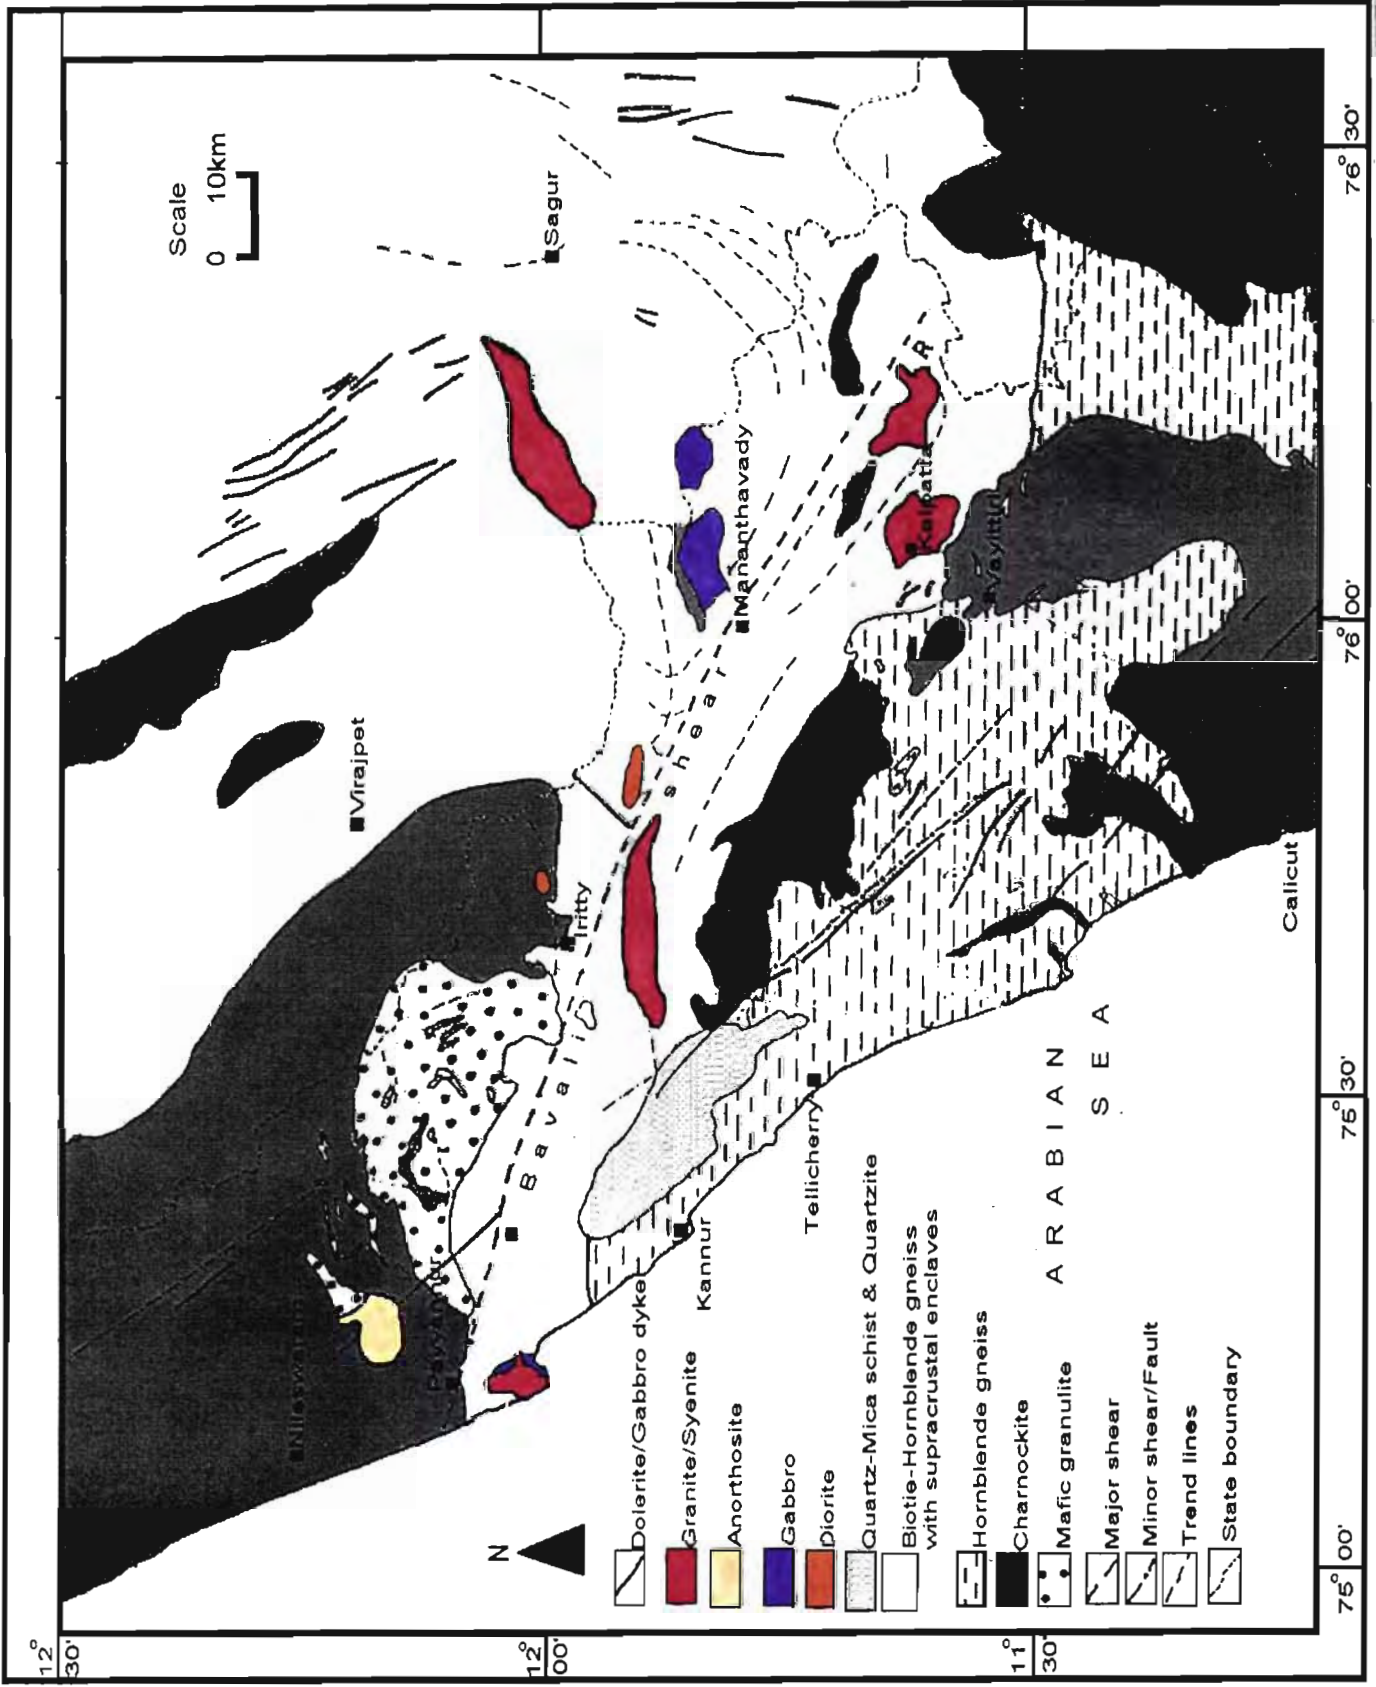 12°
30'
12°
00'
11°
30'
75° 00'
75° 30'
76° 00'
76° 30'
Scale
0 10km
N
Sagur
Virajpet
Mananthavady
Kalpatta
Vayittiri
Iritty
Nileswaram
Payyannur
Bavali shear
R
Kannur
Tellicherry
Calicut
ARABIAN
SEA
Dolerite/Gabbro dyke
Granite/Syenite
Anorthosite
Gabbro
Diorite
Quartz-Mica schist & Quartzite
Biotie-Hornblende gneiss
with supracrustal enclaves
Hornblende gneiss
Charnockite
Mafic granulite
Major shear
Minor shear/Fault
Trend lines
State boundary